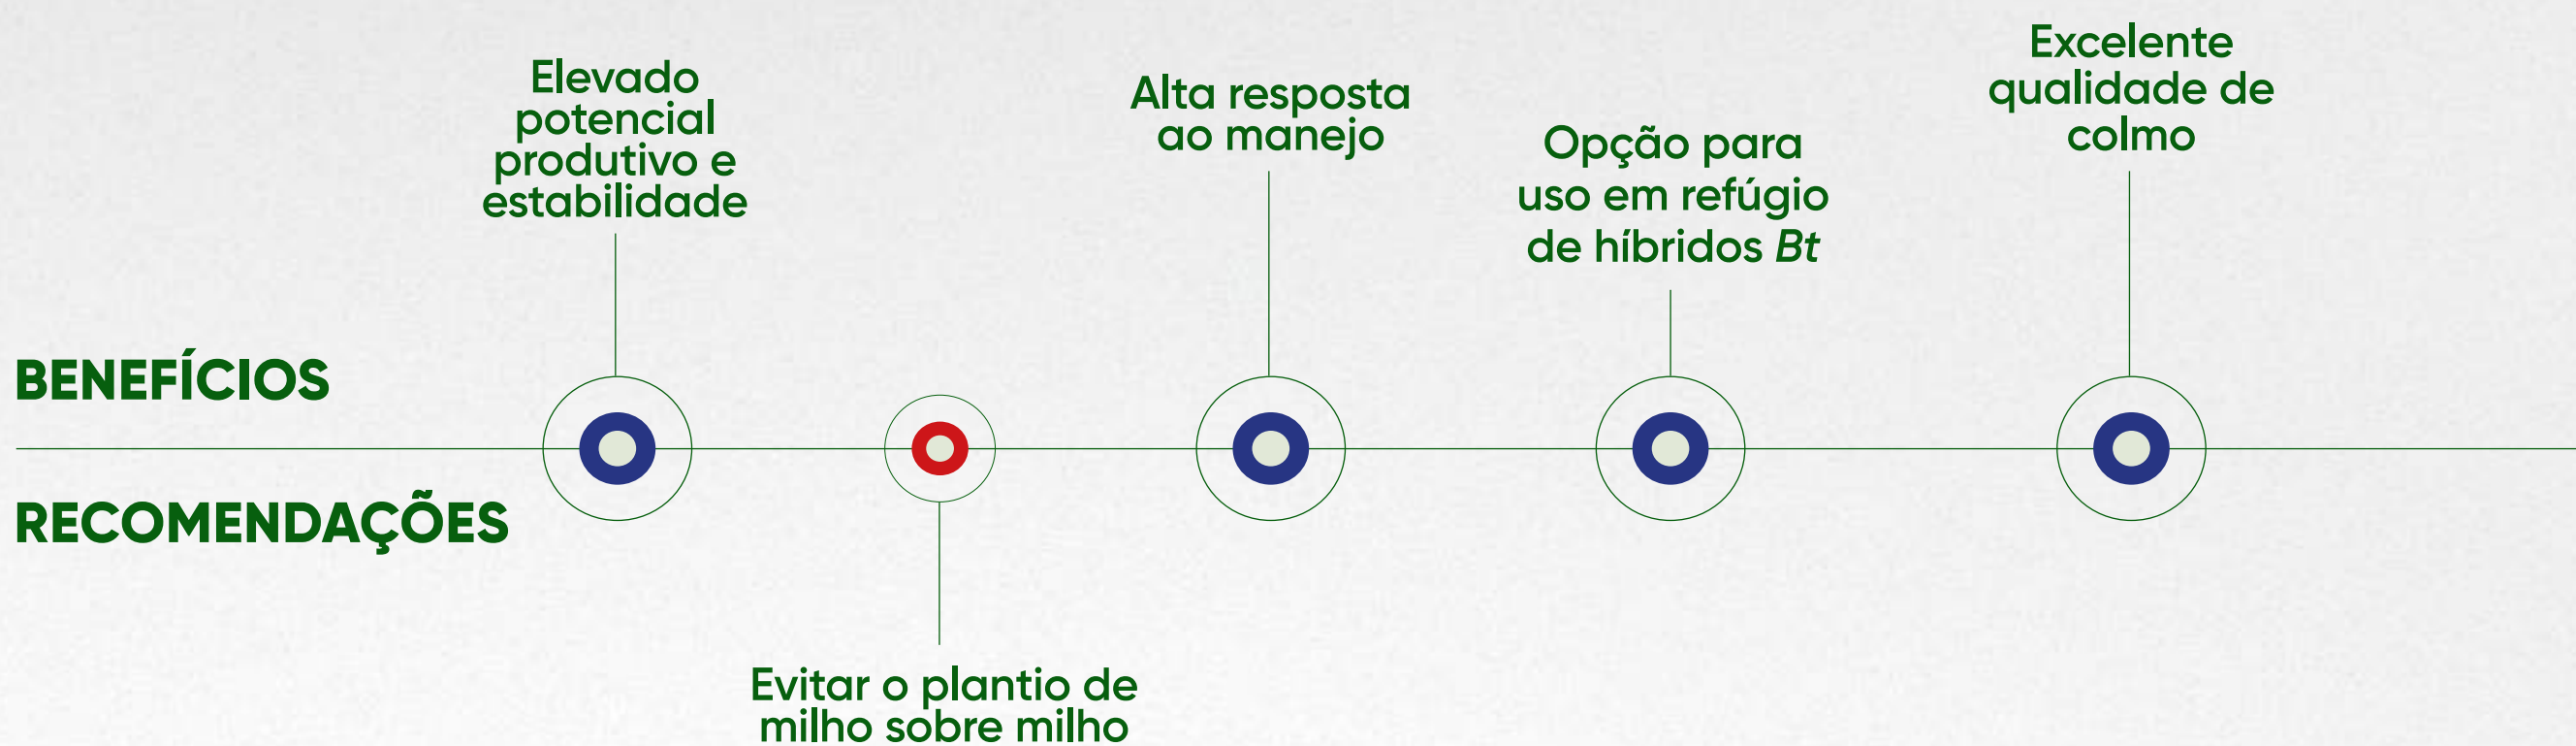 Elevado
potencial
produtivo e
estabilidade
Alta resposta
ao manejo
Opção para
uso em refúgio
de híbridos Bt
Excelente
qualidade de
colmo
BENEFÍCIOS
RECOMENDAÇÕES
Evitar o plantio de
milho sobre milho